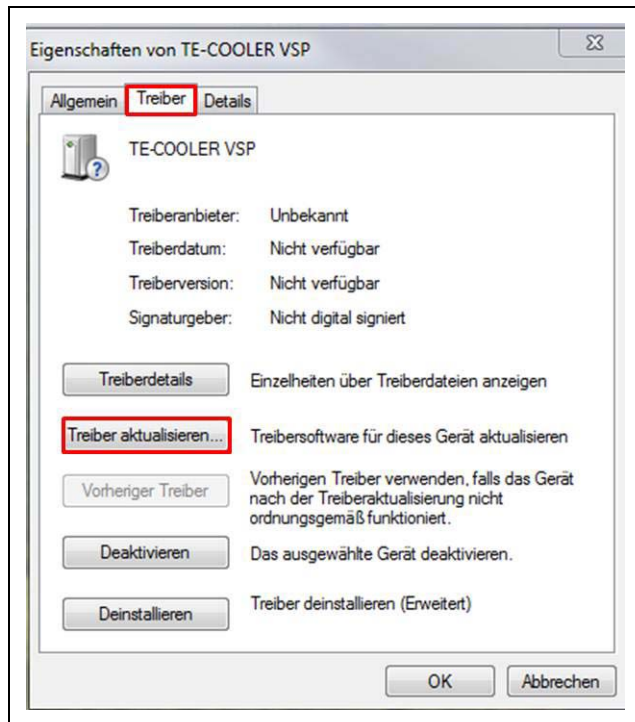 Eigenschaften von TE-COOLER VSP
Allgemein Treiber Details
TE-COOLER VSP
Treiberanbieter: Unbekannt
Treiberdatum: Nicht verfügbar
Treiberversion: Nicht verfügbar
Signaturgeber: Nicht digital signiert
Treiberdetails Einzelheiten über Treiberdateien anzeigen
Treiber aktualisieren... Treibersoftware für dieses Gerät aktualisieren
Vorheriger Treiber Vorherigen Treiber verwenden, falls das Gerät
nach der Treiberaktualisierung nicht
ordnungsgemäß funktioniert.
Deaktivieren Das ausgewählte Gerät deaktivieren.
Deinstallieren Treiber deinstallieren (Erweitert)
OK Abbrechen